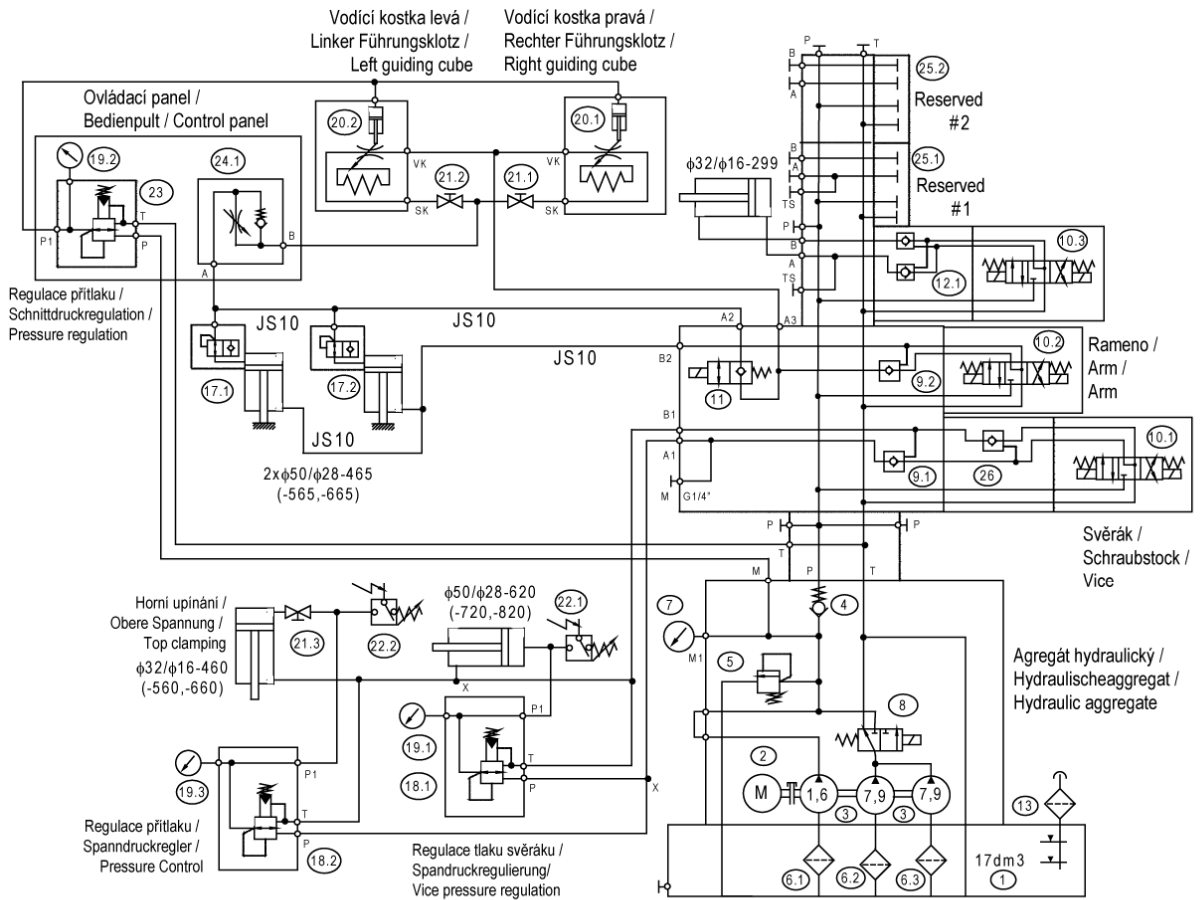 Vodící kostka levá /
Linker Führungsklotz /
Left guiding cube
Vodící kostka pravá /
Rechter Führungsklotz /
Right guiding cube
P
T
B
A
25.2
Reserved
#2
Ovládací panel /
Bedienpult / Control panel
19.2
24.1
23
T
P
P1
B
A
20.2
VK
SK
21.2
21.1
20.1
VK
SK
ϕ32/ϕ16-299
B
A
TS
25.1
Reserved
#1
P
B
A
TS
12.1
10.3
Regulace přítlaku /
Schnittdruckregulation /
Pressure regulation
JS10
JS10
JS10
17.1
17.2
JS10
2xϕ50/ϕ28-465
(-565,-665)
A2
A3
B2
11
9.2
10.2
Rameno /
Arm /
Arm
B1
A1
M
G1/4"
9.1
26
10.1
Svěrák /
Schraubstock /
Vice
P
P
T
M
P
T
Horní upínání /
Obere Spannung /
Top clamping
ϕ32/ϕ16-460
(-560,-660)
21.3
22.2
ϕ50/ϕ28-620
(-720,-820)
22.1
X
7
M1
4
5
8
Agregát hydraulický /
Hydraulischeaggregat /
Hydraulic aggregate
19.1
18.1
P1
T
P
X
19.3
P1
T
P
18.2
Regulace přítlaku /
Spanndruckregler /
Pressure Control
Regulace tlaku svěráku /
Spandruckregulierung /
Vice pressure regulation
2
M
1,6
7,9
7,9
3
3
13
6.1
6.2
6.3
17dm3
1